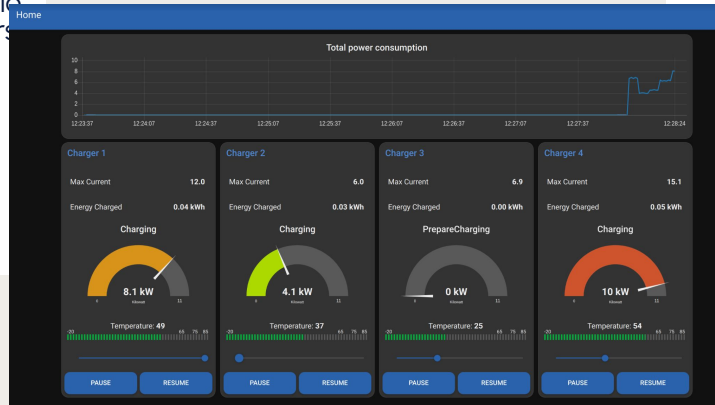 Home
Total power consumption
10
8
6
4
2
0
12:23:37 12:24:07 12:24:37 12:25:07 12:25:37 12:26:07 12:26:37 12:27:07 12:27:37 12:28:24
Charger 1
Max Current 12.0
Energy Charged 0.04 kWh
Charging
8.1 kW
0 Kilowatt 11
Temperature: 49
-20 65 75 85
PAUSE RESUME
Charger 2
Max Current 6.0
Energy Charged 0.03 kWh
Charging
4.1 kW
0 Kilowatt 11
Temperature: 37
-20 65 75 85
PAUSE RESUME
Charger 3
Max Current 6.9
Energy Charged 0.00 kWh
PrepareCharging
0 kW
0 Kilowatt 11
Temperature: 25
-20 65 75 85
PAUSE RESUME
Charger 4
Max Current 15.1
Energy Charged 0.05 kWh
Charging
10 kW
0 Kilowatt 11
Temperature: 54
-20 65 75 85
PAUSE RESUME